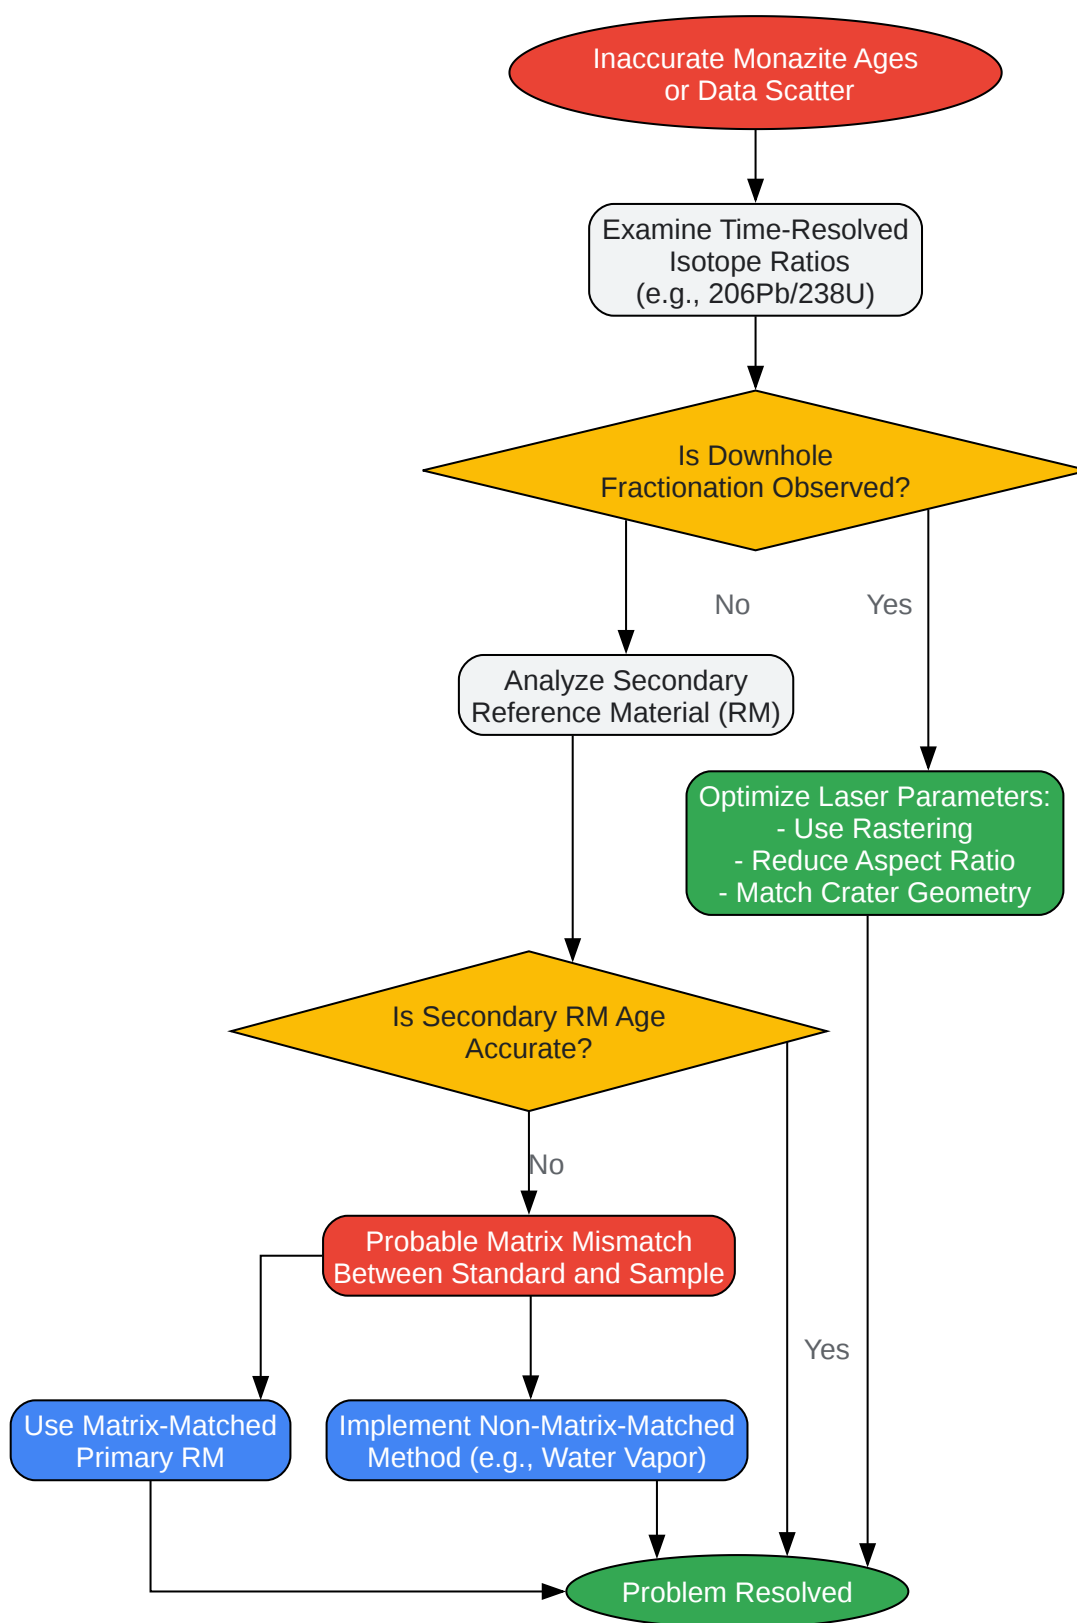 Inaccurate Monazite Ages
or Data Scatter
Examine Time-Resolved
Isotope Ratios
(e.g., 206Pb/238U)
Is Downhole
Fractionation Observed?
No
Yes
Analyze Secondary
Reference Material (RM)
Optimize Laser Parameters:
- Use Rastering
- Reduce Aspect Ratio
- Match Crater Geometry
Is Secondary RM Age
Accurate?
No
Probable Matrix Mismatch
Between Standard and Sample
Yes
Use Matrix-Matched
Primary RM
Implement Non-Matrix-Matched
Method (e.g., Water Vapor)
Problem Resolved